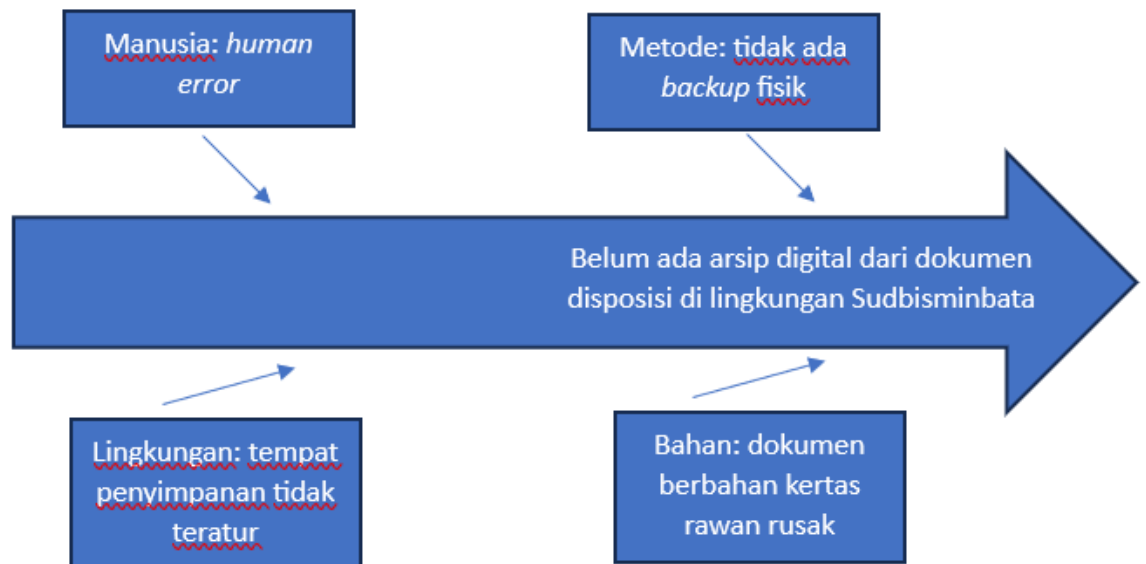 Manusia: human
error
Metode: tidak ada
backup fisik
Belum ada arsip digital dari dokumen
disposisi di lingkungan Sudbisminbata
Lingkungan: tempat
penyimpanan tidak
teratur
Bahan: dokumen
berbahan kertas
rawan rusak